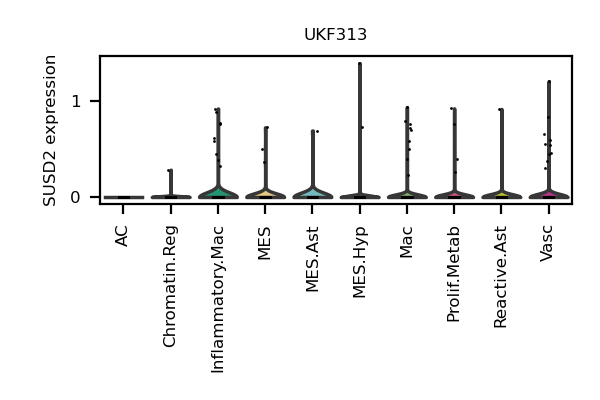 UKF313
SUSD2 expression
1
0
AC
Chromatin.Reg
Inflammatory.Mac
MES
MES.Ast
MES.Hyp
Mac
Prolif.Metab
Reactive.Ast
Vasc